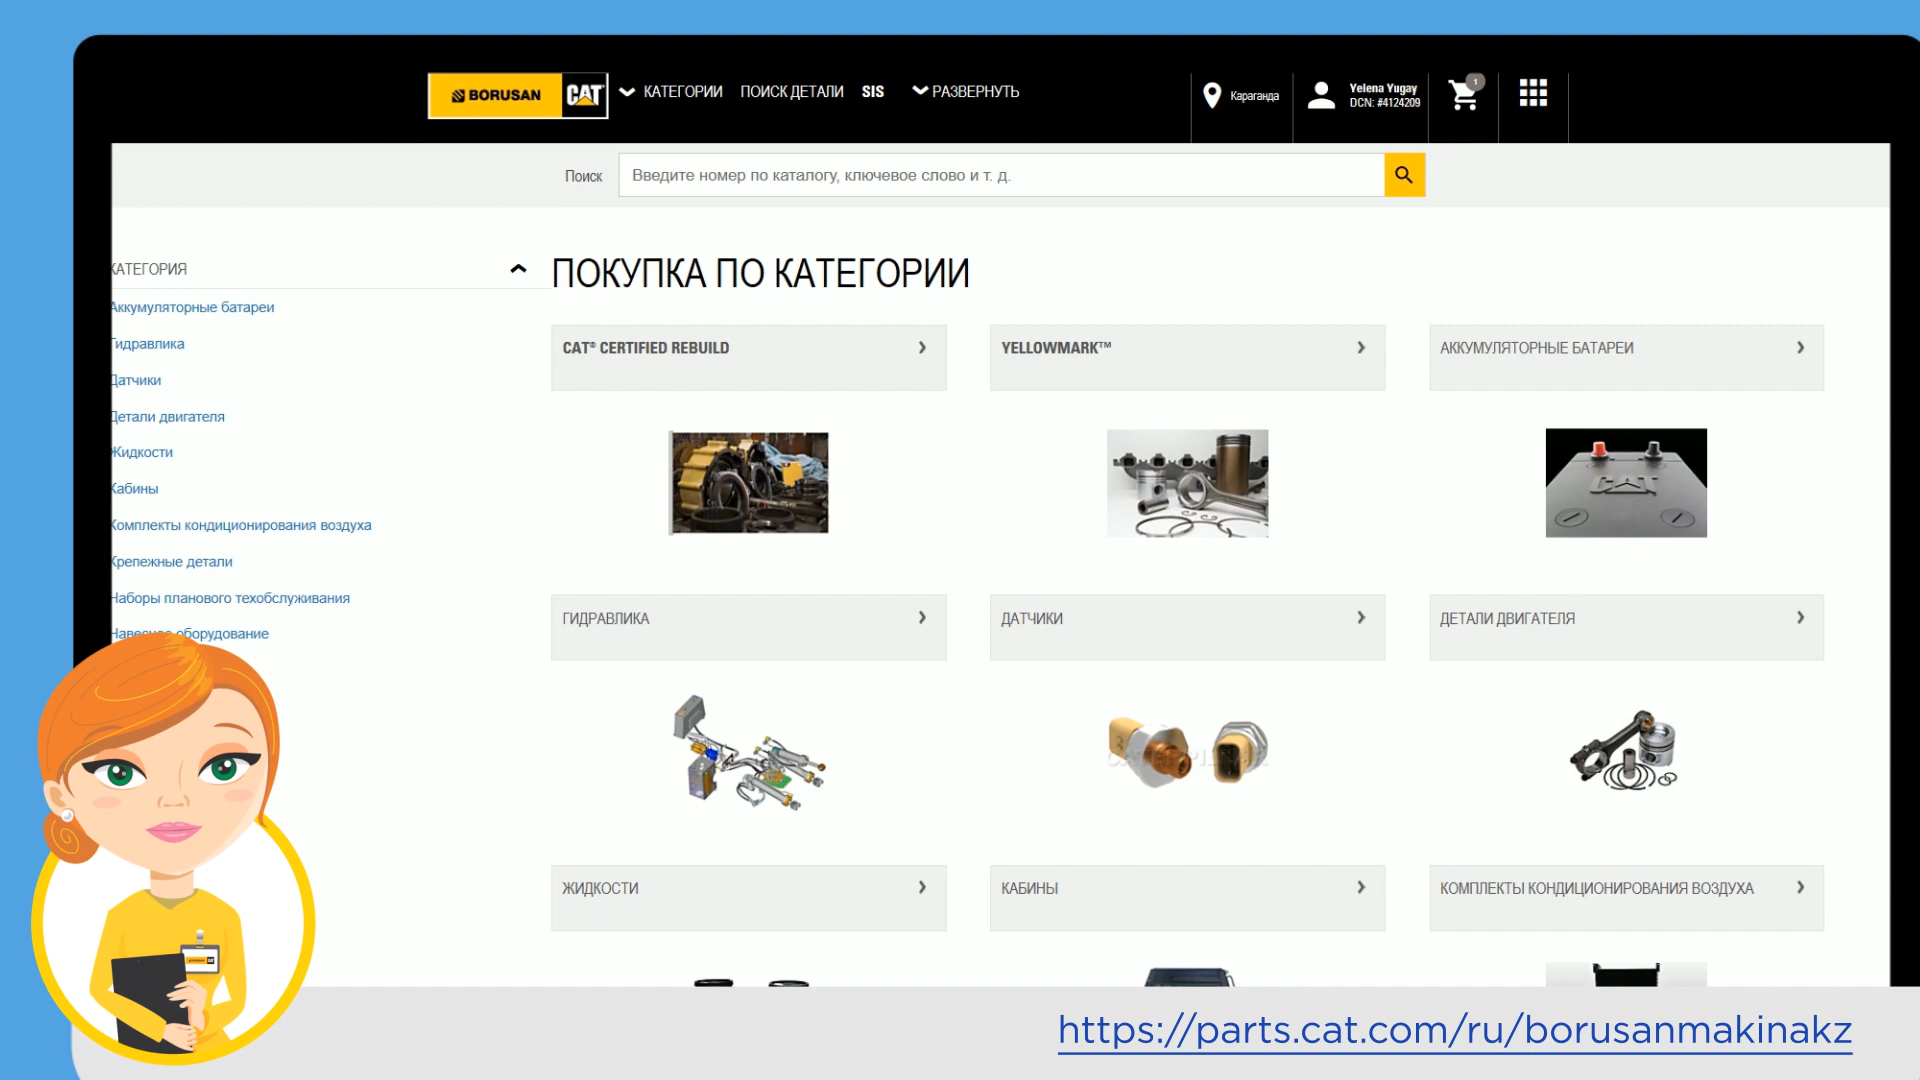 BORUSAN CAT
КАТЕГОРИИ ПОИСК ДЕТАЛИ SIS РАЗВЕРНУТЬ
Караганда
Yelena Yugay
DCN: #4124209
1
Поиск
Введите номер по каталогу, ключевое слово и т. д.
КАТЕГОРИЯ
Аккумуляторные батареи
Гидравлика
Датчики
Детали двигателя
Жидкости
Кабины
Комплекты кондиционирования воздуха
Крепежные детали
Наборы планового техобслуживания
Навесное оборудование
ПОКУПКА ПО КАТЕГОРИИ
CAT® CERTIFIED REBUILD
YELLOWMARK™
АККУМУЛЯТОРНЫЕ БАТАРЕИ
CAT
ГИДРАВЛИКА
ДАТЧИКИ
ДЕТАЛИ ДВИГАТЕЛЯ
ЖИДКОСТИ
КАБИНЫ
КОМПЛЕКТЫ КОНДИЦИОНИРОВАНИЯ ВОЗДУХА
https://parts.cat.com/ru/borusanmakinakz